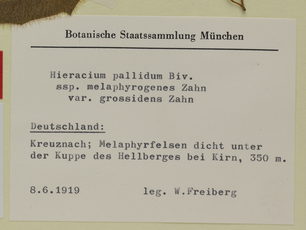 Botanische Staatssammlung München
Hieracium pallidum Biv.
ssp. melaphyrogenes Zahn
var. grossidens Zahn
Deutschland:
Kreuznach; Melaphyrfelsen dicht unter
der Kuppe des Hellberges bei Kirn, 350 m.
8.6.1919 leg. W.Freiberg